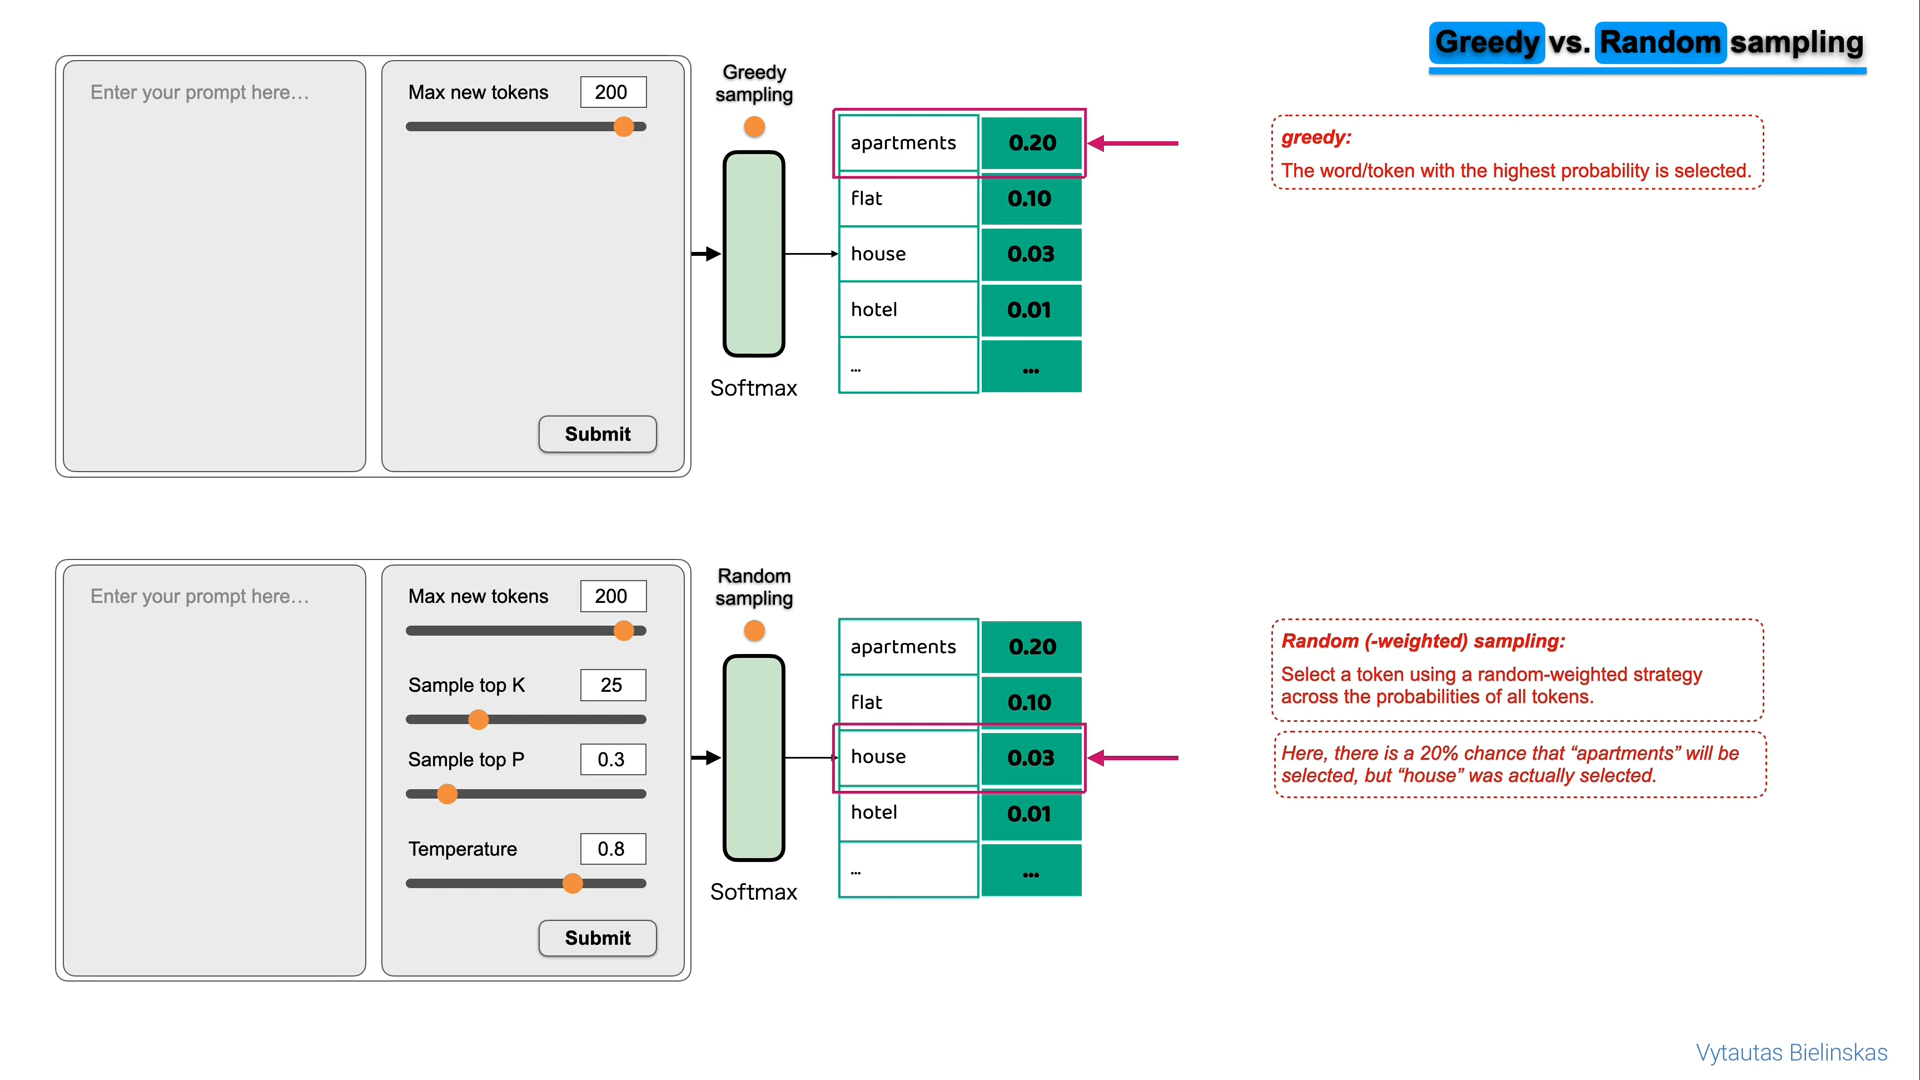 Greedy vs. Random sampling
Enter your prompt here...
Max new tokens 200
Submit
Greedy
sampling
Softmax
apartments 0.20
flat 0.10
house 0.03
hotel 0.01
... ...
greedy:
The word/token with the highest probability is selected.
Enter your prompt here...
Max new tokens 200
Sample top K 25
Sample top P 0.3
Temperature 0.8
Submit
Random
sampling
Softmax
apartments 0.20
flat 0.10
house 0.03
hotel 0.01
... ...
Random (-weighted) sampling:
Select a token using a random-weighted strategy
across the probabilities of all tokens.
Here, there is a 20% chance that “apartments” will be
selected, but “house” was actually selected.
Vytautas Bielinskas